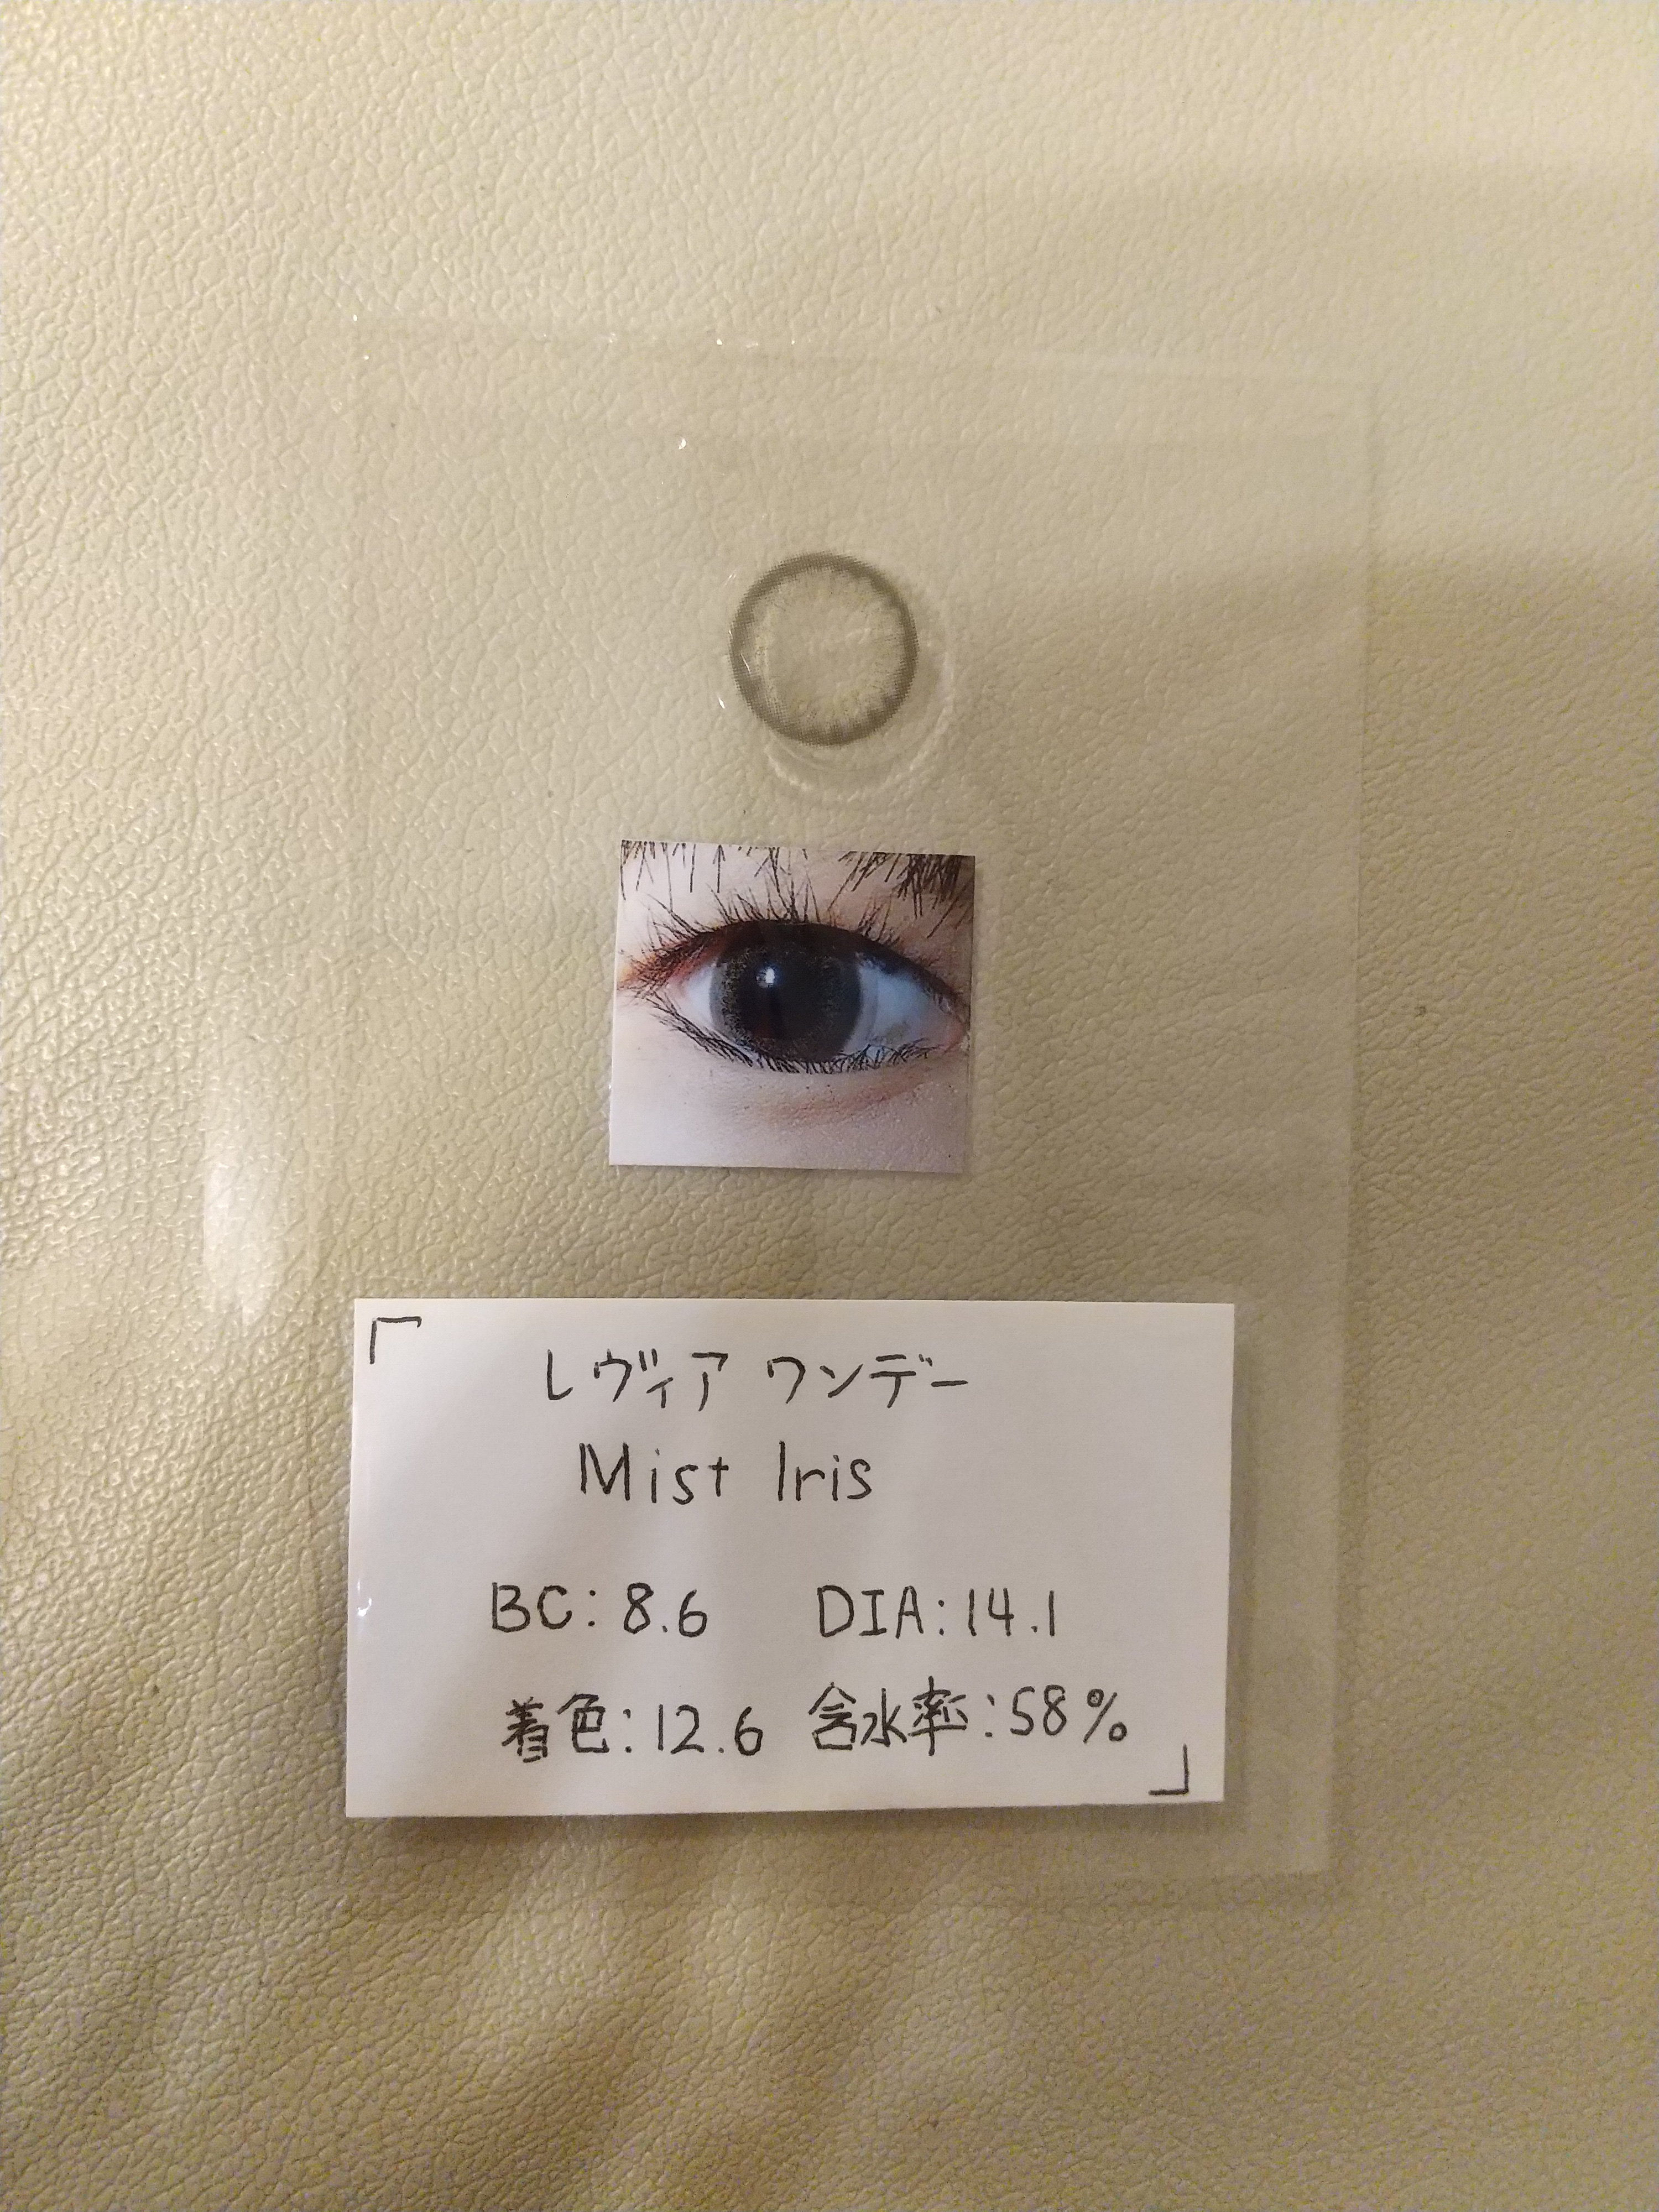 「
レヴィア ワンデー
Mist Iris
BC: 8.6 DIA: 14.1
着色: 12.6 含水率: 58%
」